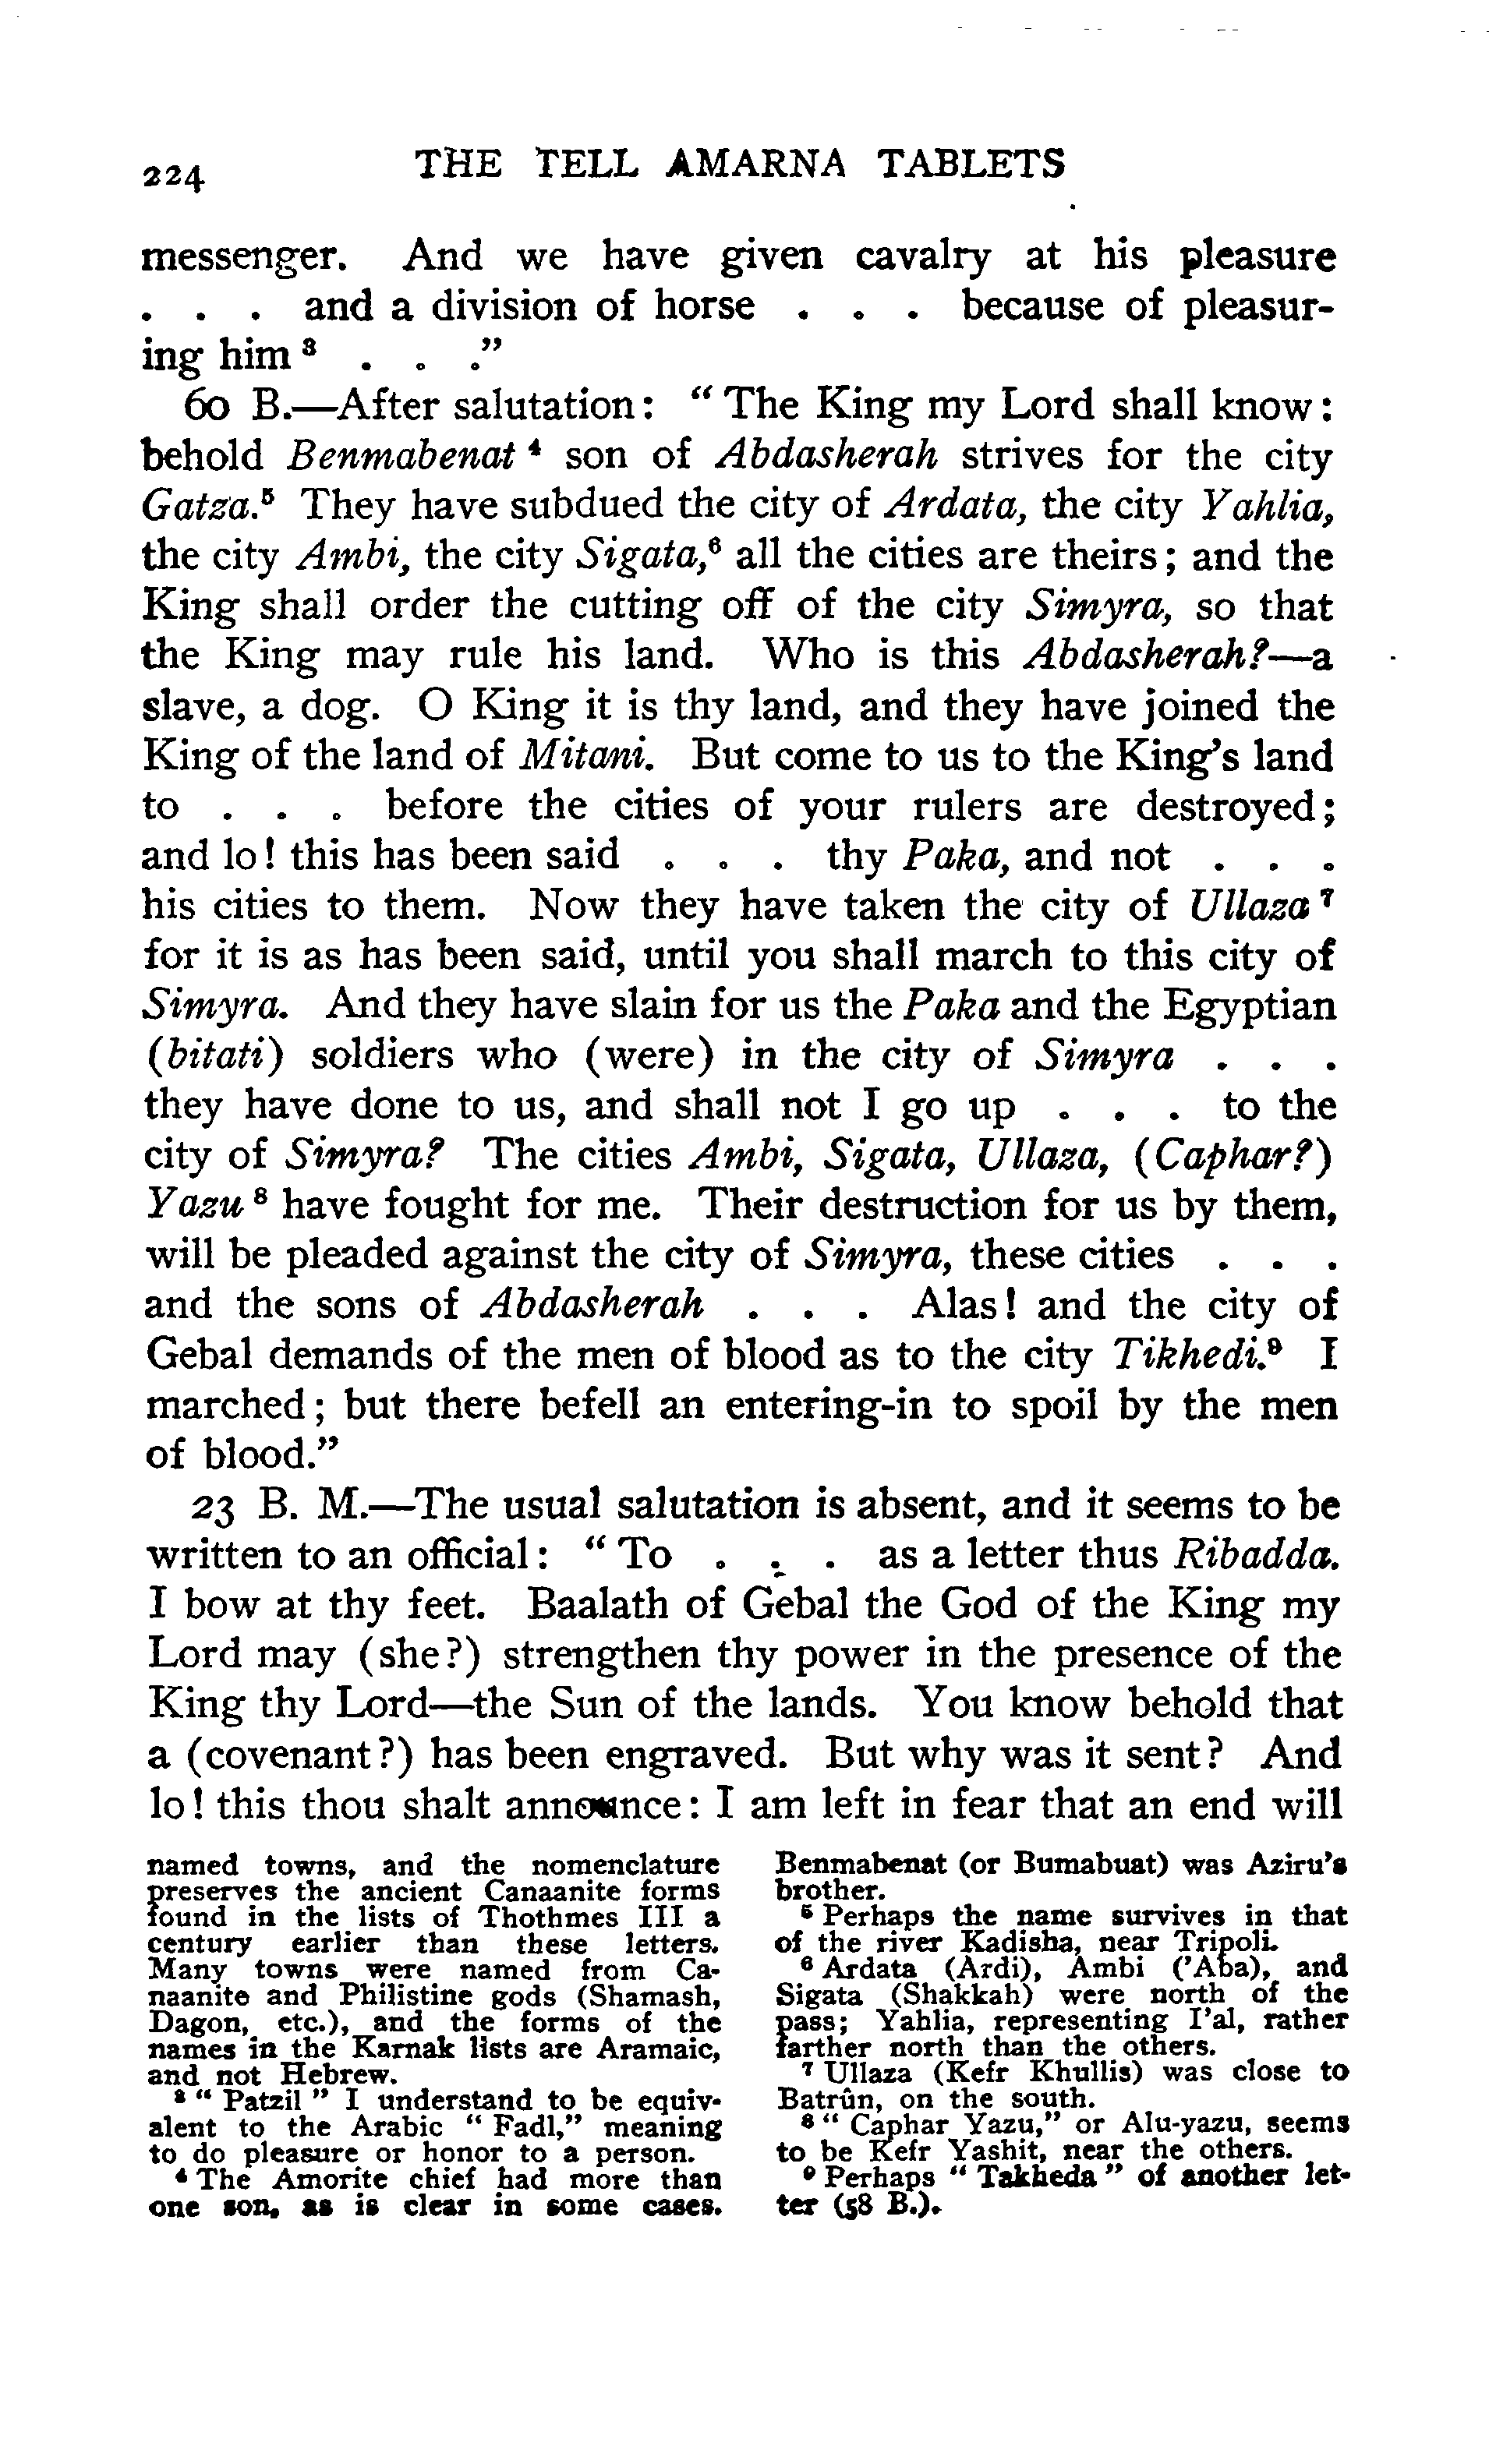 224
THE TELL AMARNA TABLETS
messenger. And we have given cavalry at his pleasure
. . . and a division of horse . . . because of pleasur-
ing him ³ . . ."
60 B.—After salutation: "The King my Lord shall know:
behold Benmabenat ⁴ son of Abdasherah strives for the city
Gatza.⁵ They have subdued the city of Ardata, the city Yahlia,
the city Ambi, the city Sigata,⁶ all the cities are theirs; and the
King shall order the cutting off of the city Simyra, so that
the King may rule his land. Who is this Abdasherah?—a
slave, a dog. O King it is thy land, and they have joined the
King of the land of Mitani. But come to us to the King's land
to . . . before the cities of your rulers are destroyed;
and lo! this has been said . . . thy Paka, and not . . .
his cities to them. Now they have taken the city of Ullaza ⁷
for it is as has been said, until you shall march to this city of
Simyra. And they have slain for us the Paka and the Egyptian
(bitati) soldiers who (were) in the city of Simyra . . .
they have done to us, and shall not I go up . . . to the
city of Simyra? The cities Ambi, Sigata, Ullaza, (Caphar?)
Yazu ⁸ have fought for me. Their destruction for us by them,
will be pleaded against the city of Simyra, these cities . . .
and the sons of Abdasherah . . . Alas! and the city of
Gebal demands of the men of blood as to the city Tikhedi.⁹ I
marched; but there befell an entering-in to spoil by the men
of blood."
23 B. M.—The usual salutation is absent, and it seems to be
written to an official: "To . . . as a letter thus Ribadda.
I bow at thy feet. Baalath of Gebal the God of the King my
Lord may (she?) strengthen thy power in the presence of the
King thy Lord—the Sun of the lands. You know behold that
a (covenant?) has been engraved. But why was it sent? And
lo! this thou shalt announce: I am left in fear that an end will
named towns, and the nomenclature
preserves the ancient Canaanite forms
found in the lists of Thothmes III a
century earlier than these letters.
Many towns were named from Ca-
naanite and Philistine gods (Shamash,
Dagon, etc.), and the forms of the
names in the Karnak lists are Aramaic,
and not Hebrew.
³ "Patzil" I understand to be equiv-
alent to the Arabic "Fadl," meaning
to do pleasure or honor to a person.
⁴ The Amorite chief had more than
one son, as is clear in some cases.
Benmabenat (or Bumabuat) was Aziru's
brother.
⁵ Perhaps the name survives in that
of the river Kadisha, near Tripoli.
⁶ Ardata (Ardi), Ambi ('Aba), and
Sigata (Shakkah) were north of the
pass; Yahlia, representing I'al, rather
farther north than the others.
⁷ Ullaza (Kefr Khullis) was close to
Batrûn, on the south.
⁸ "Caphar Yazu," or Alu-yazu, seems
to be Kefr Yashit, near the others.
⁹ Perhaps "Takheda" of another let-
ter (58 B.).